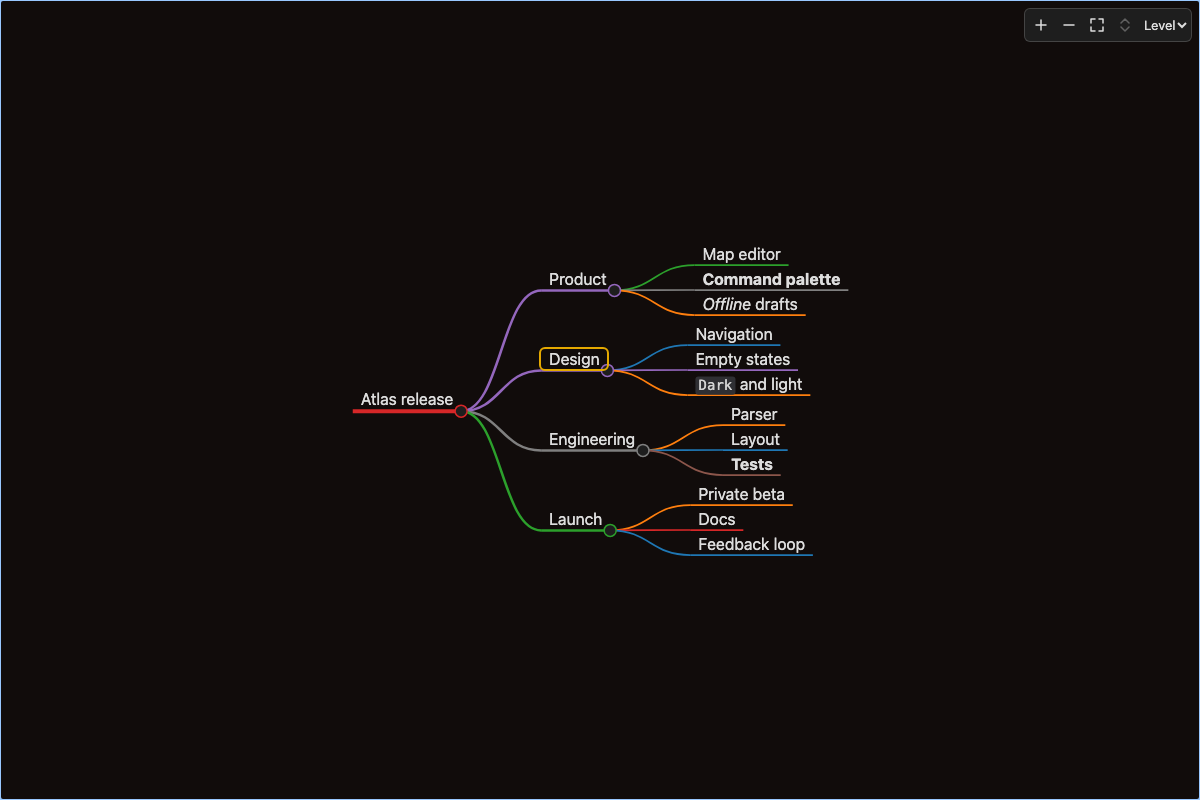 Level
Map editor
Product
Command palette
Offline drafts
Navigation
Design
Empty states
Dark and light
Atlas release
Parser
Engineering
Layout
Tests
Private beta
Launch
Docs
Feedback loop